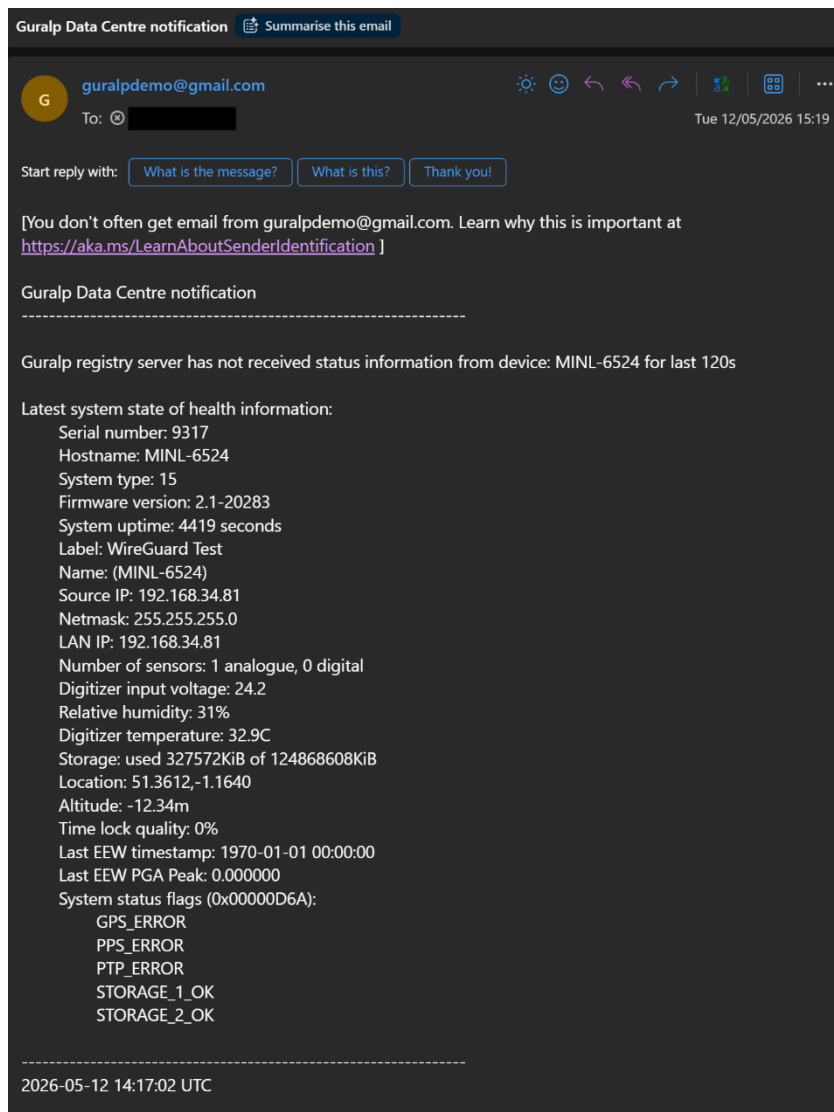 Guralp Data Centre notification Summarise this email
G
guralpdemo@gmail.com
To:
Tue 12/05/2026 15:19
Start reply with: What is the message? What is this? Thank you!
[You don't often get email from guralpdemo@gmail.com. Learn why this is important at
https://aka.ms/LearnAboutSenderIdentification ]
Guralp Data Centre notification
-----------------------------------------------------------------
Guralp registry server has not received status information from device: MINL-6524 for last 120s
Latest system state of health information:
Serial number: 9317
Hostname: MINL-6524
System type: 15
Firmware version: 2.1-20283
System uptime: 4419 seconds
Label: WireGuard Test
Name: (MINL-6524)
Source IP: 192.168.34.81
Netmask: 255.255.255.0
LAN IP: 192.168.34.81
Number of sensors: 1 analogue, 0 digital
Digitizer input voltage: 24.2
Relative humidity: 31%
Digitizer temperature: 32.9C
Storage: used 327572KiB of 124868608KiB
Location: 51.3612,-1.1640
Altitude: -12.34m
Time lock quality: 0%
Last EEW timestamp: 1970-01-01 00:00:00
Last EEW PGA Peak: 0.000000
System status flags (0x00000D6A):
GPS_ERROR
PPS_ERROR
PTP_ERROR
STORAGE_1_OK
STORAGE_2_OK
-----------------------------------------------------------------
2026-05-12 14:17:02 UTC